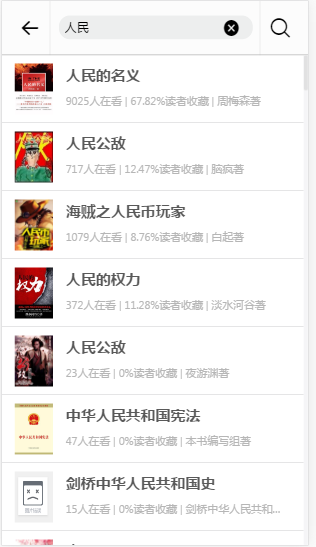 人民
人民的名义
9025人在看 | 67.82%读者收藏 | 周梅森著
人民公敌
717人在看 | 12.47%读者收藏 | 脑疯著
海贼之人民币玩家
1079人在看 | 8.76%读者收藏 | 白起著
人民的权力
372人在看 | 11.28%读者收藏 | 淡水河谷著
人民公敌
23人在看 | 0%读者收藏 | 夜游渊著
中华人民共和国宪法
47人在看 | 0%读者收藏 | 本书编写组著
剑桥中华人民共和国史
15人在看 | 0%读者收藏 | 剑桥中华人民共和...